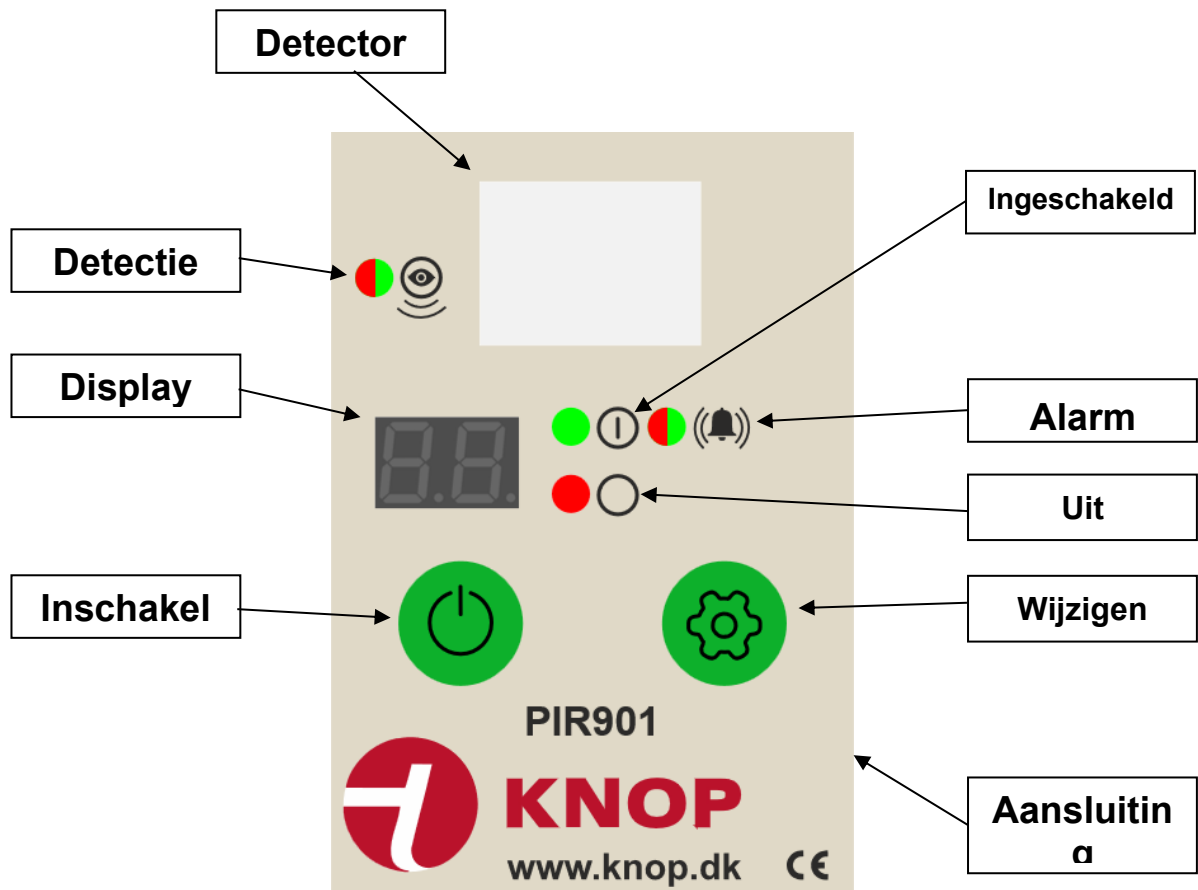 Detector
Ingeschakeld
Detectie
Display
Alarm
Uit
Inschakel
Wijzigen
PIR901
KNOP
www.knop.dk CE
Aansluitin
g